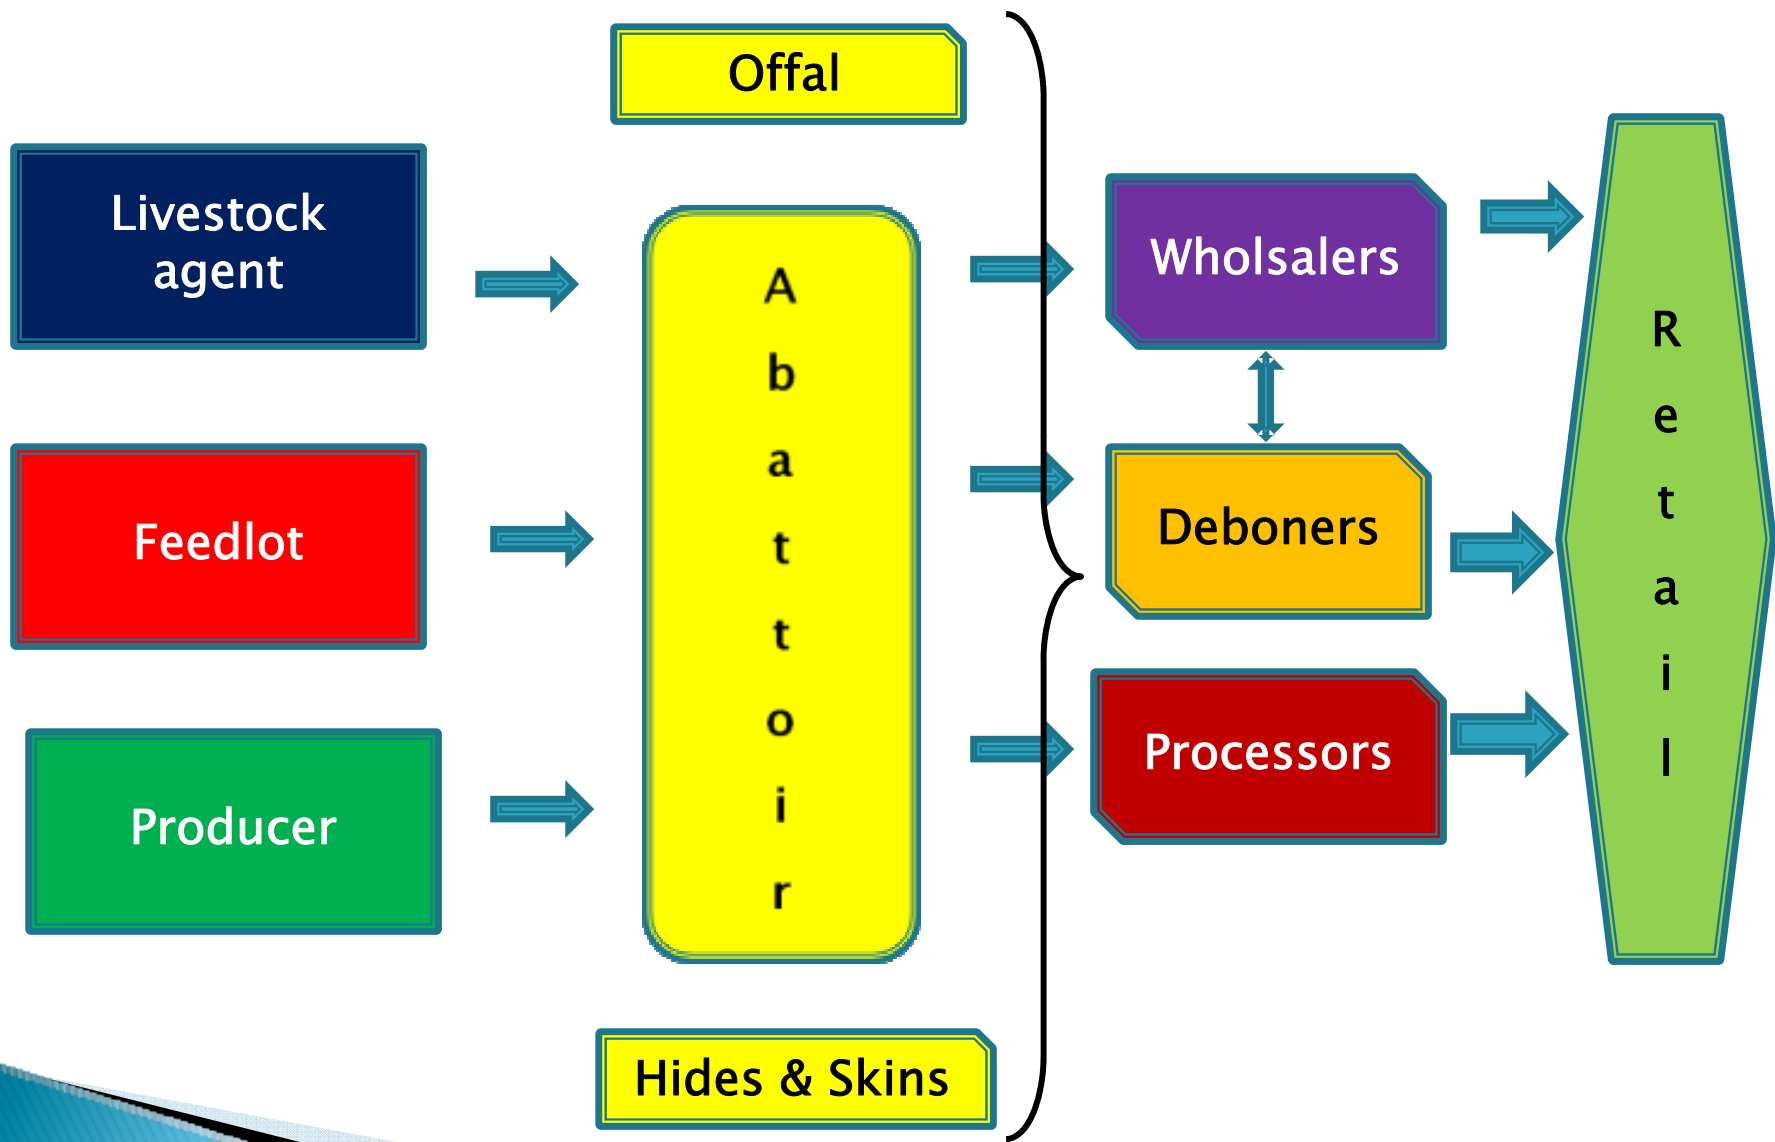 Offal
Livestock
agent
Feedlot
Producer
A
b
a
t
t
o
i
r
Hides & Skins
Wholsalers
Deboners
Processors
R
e
t
a
i
l